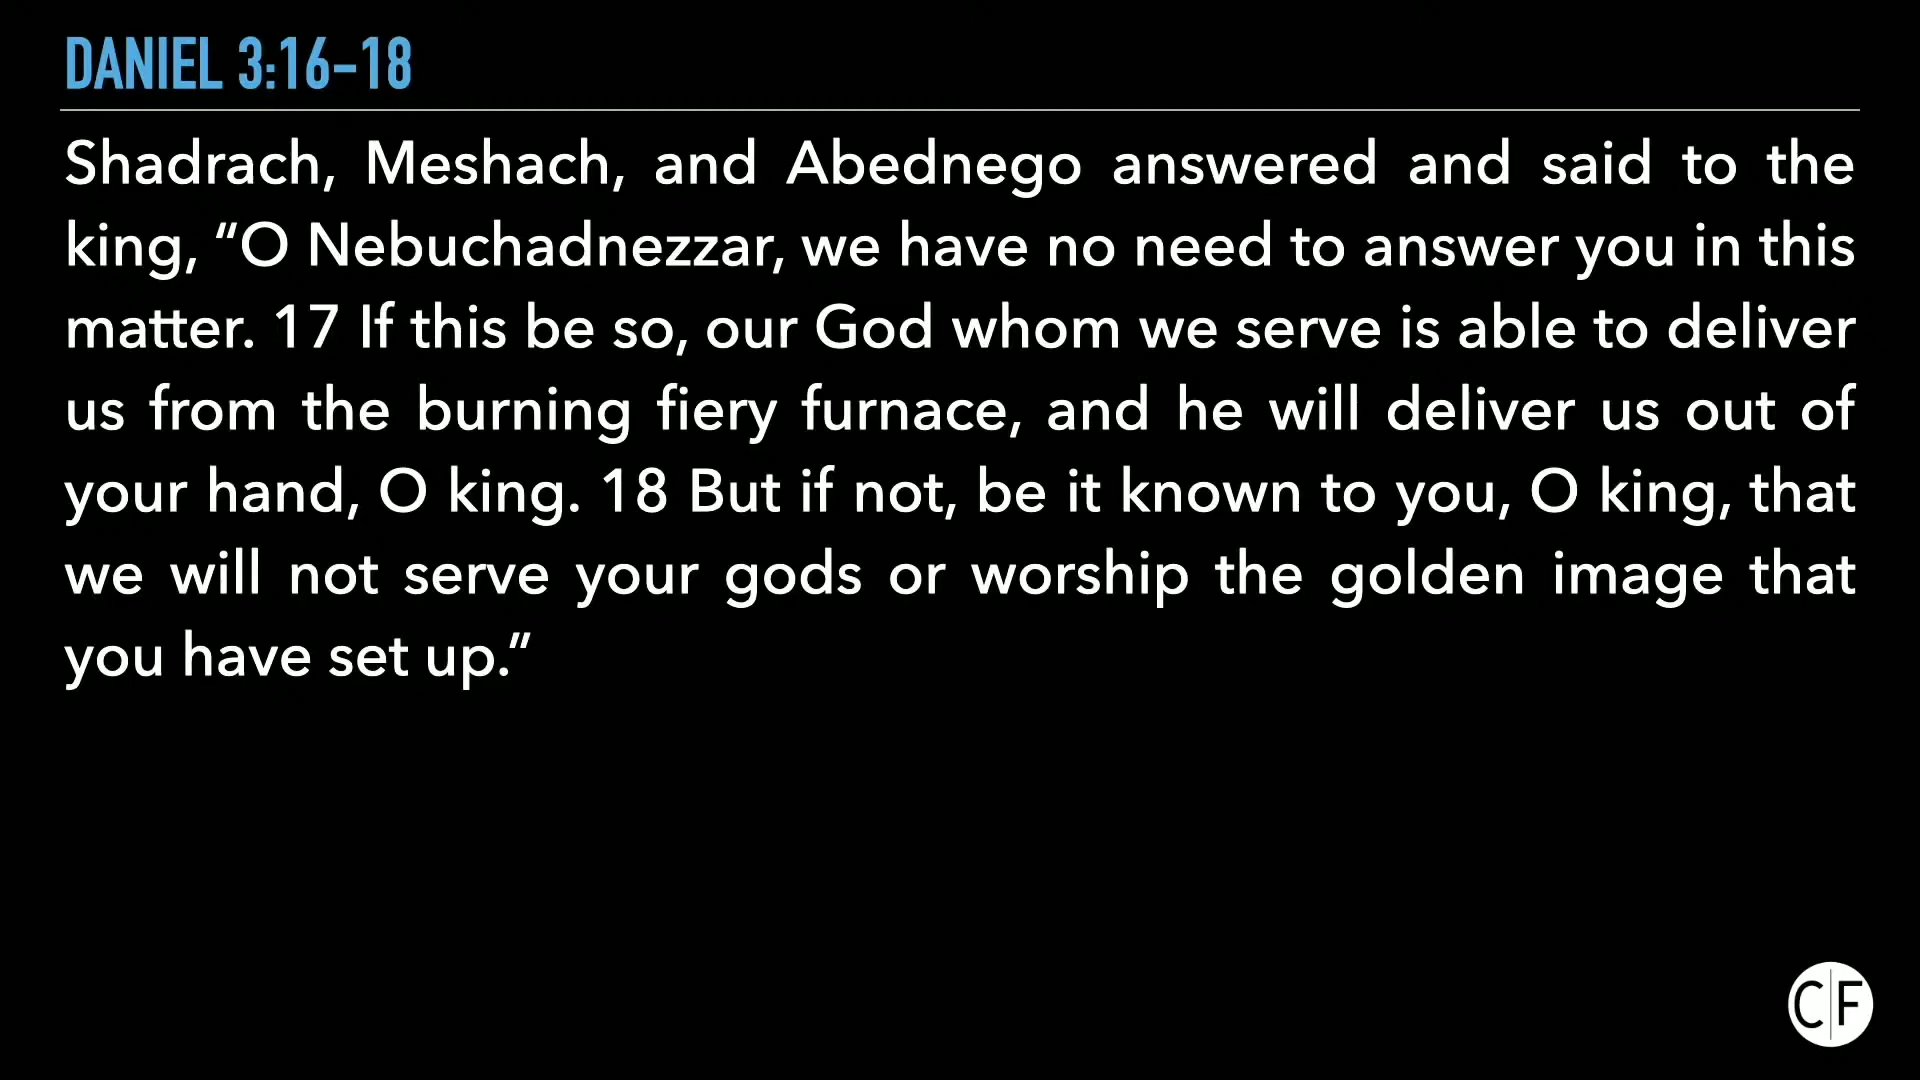 DANIEL 3:16–18
Shadrach, Meshach, and Abednego answered and said to the
king, “O Nebuchadnezzar, we have no need to answer you in this
matter. 17 If this be so, our God whom we serve is able to deliver
us from the burning fiery furnace, and he will deliver us out of
your hand, O king. 18 But if not, be it known to you, O king, that
we will not serve your gods or worship the golden image that
you have set up.”
C|F